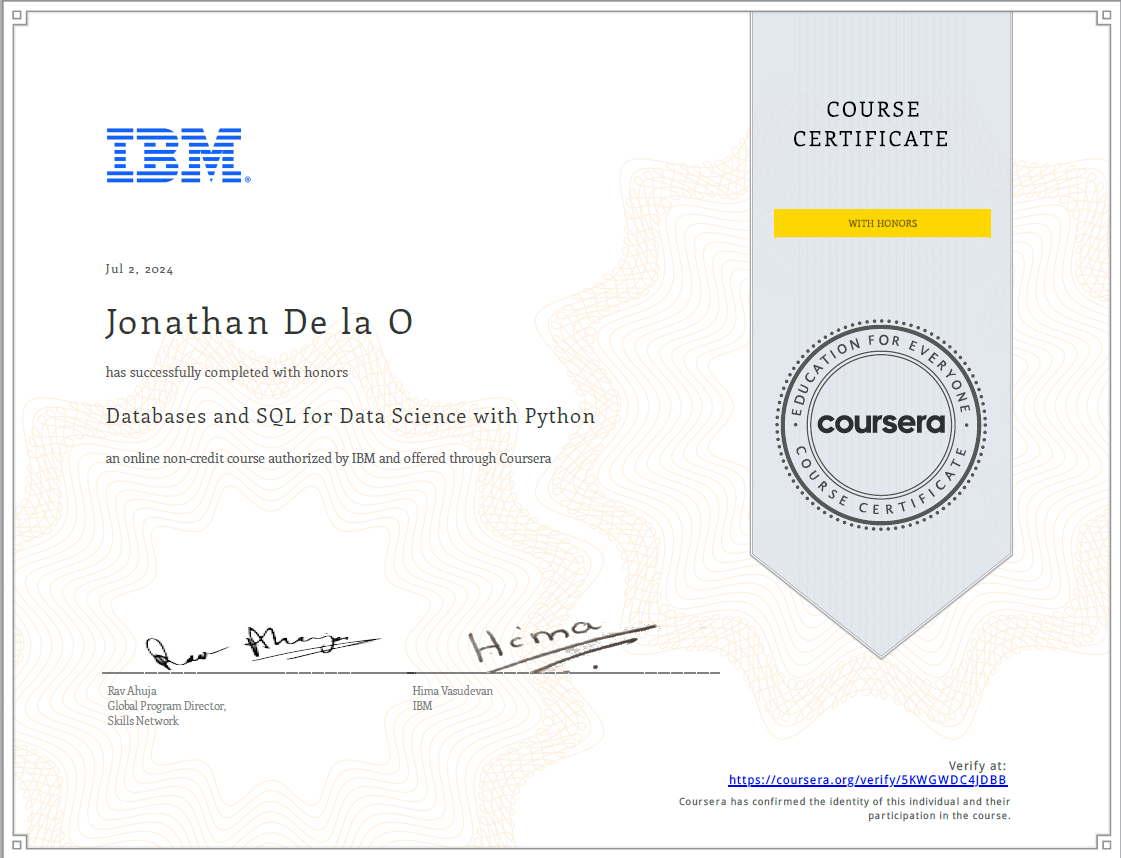 IBM®
Jul 2, 2024
Jonathan De la O
has successfully completed with honors
Databases and SQL for Data Science with Python
an online non-credit course authorized by IBM and offered through Coursera
COURSE
CERTIFICATE
WITH HONORS
EDUCATION FOR EVERYONE
coursera
COURSE CERTIFICATE
Rav Ahuja
Hima
Rav Ahuja
Global Program Director,
Skills Network
Hima Vasudevan
IBM
Verify at:
https://coursera.org/verify/5KWGWDC4JDBB
Coursera has confirmed the identity of this individual and their
participation in the course.